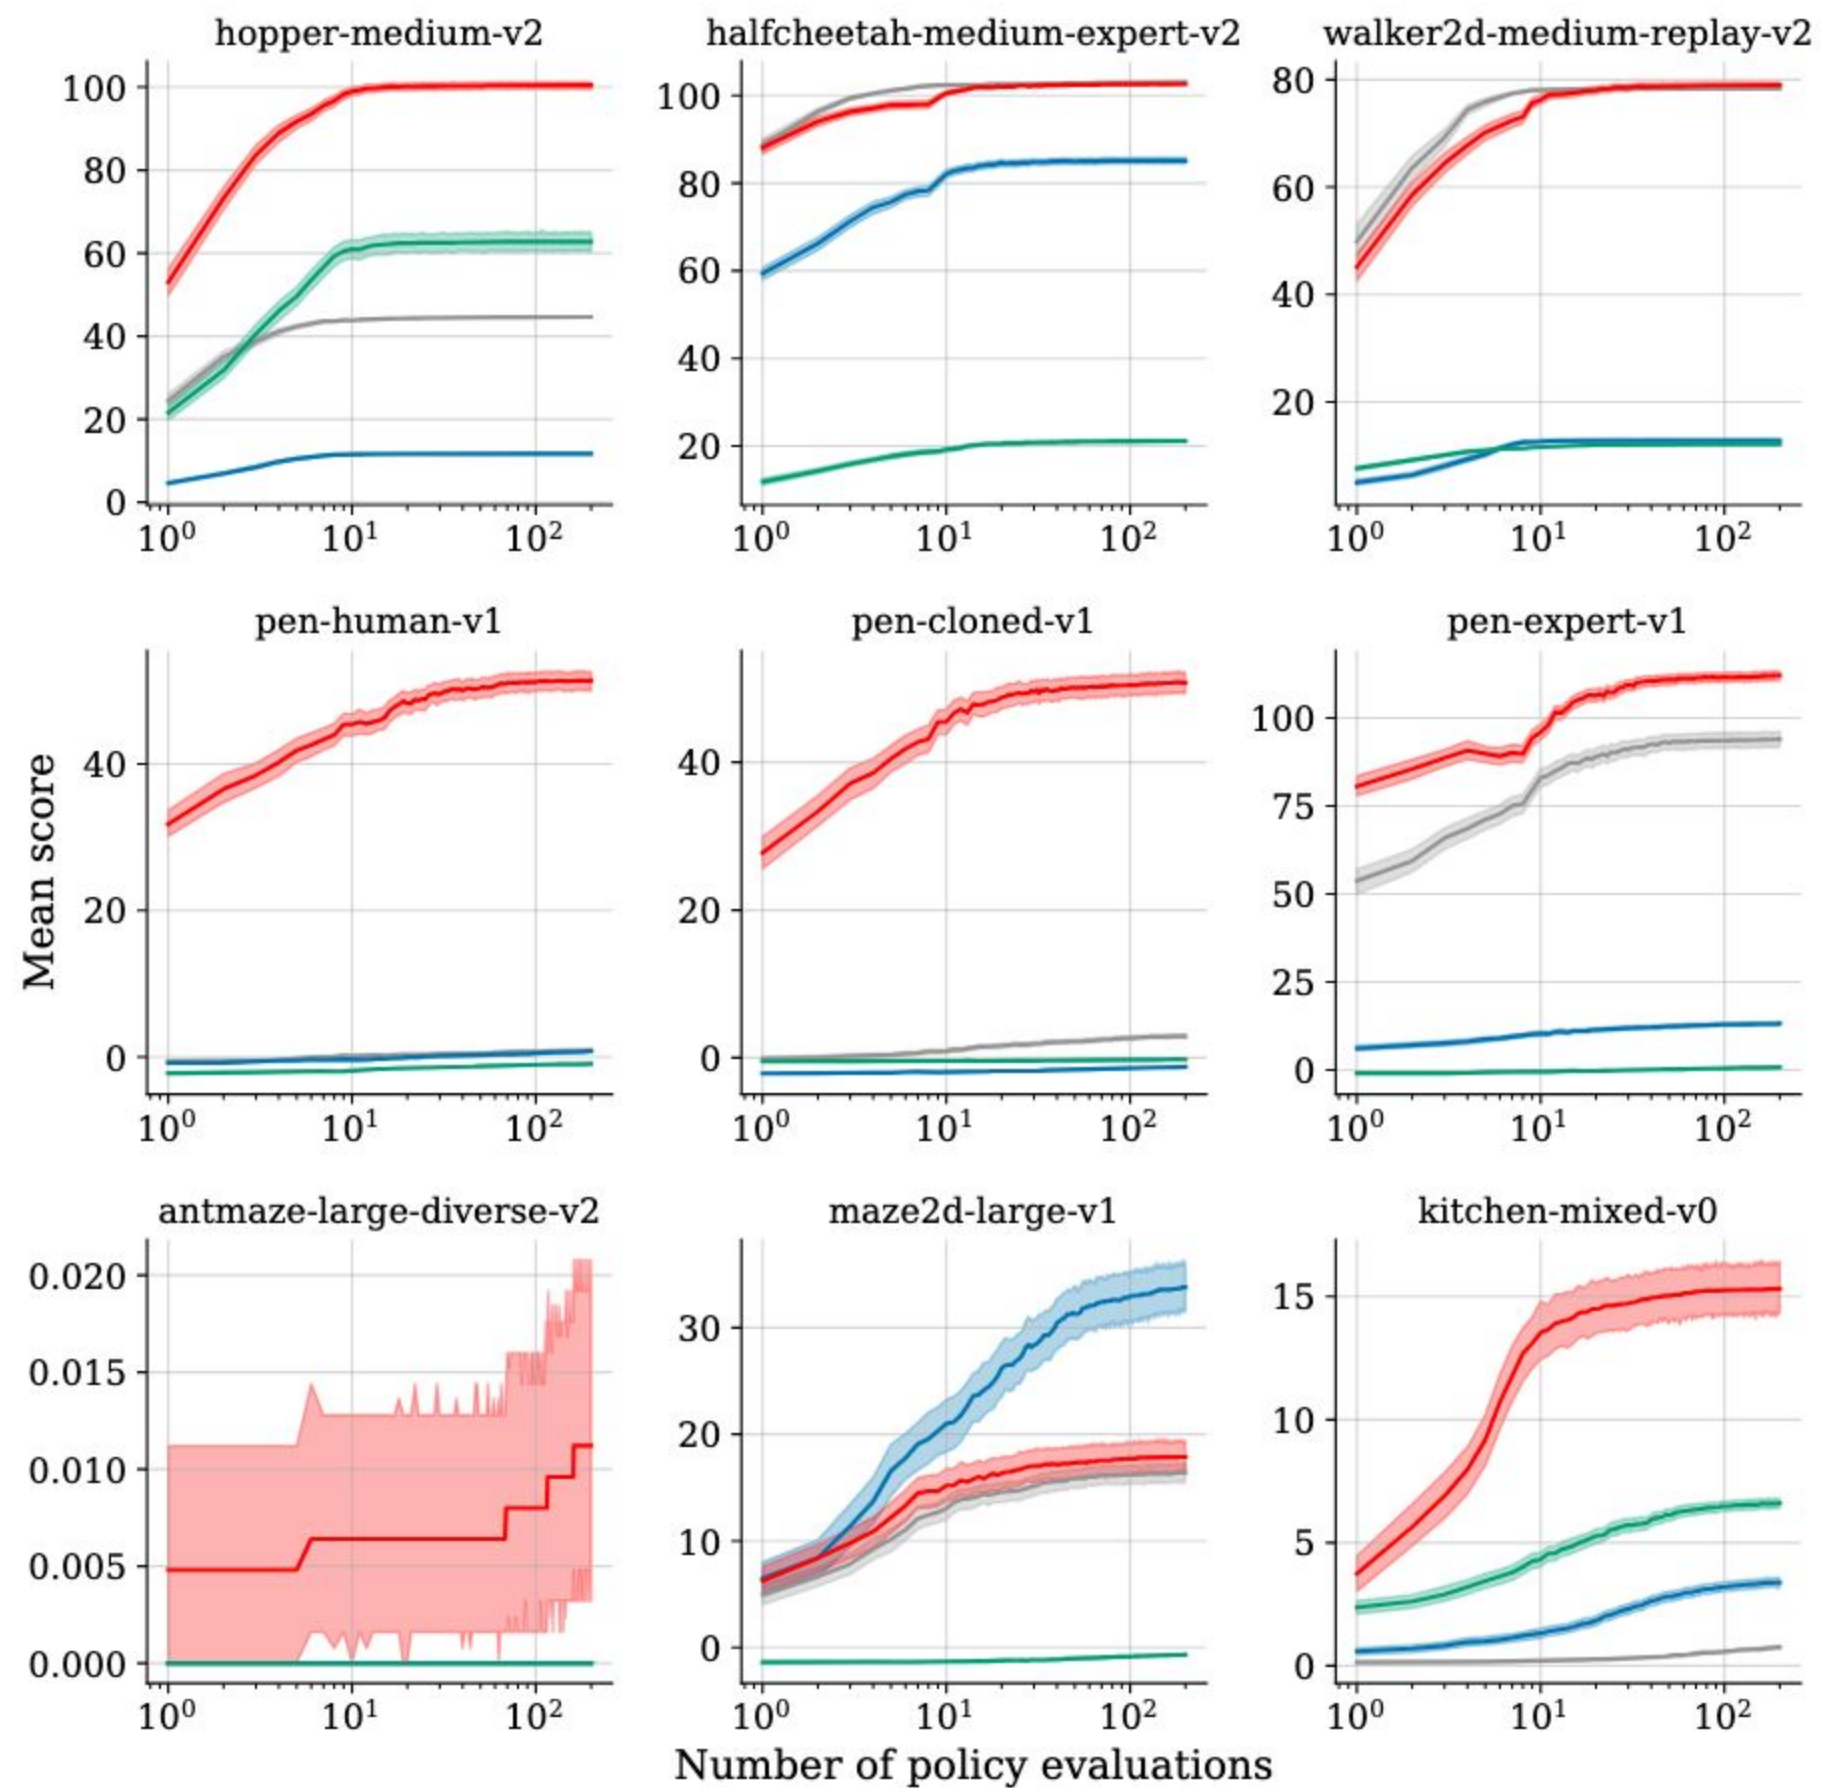 hopper-medium-v2
halfcheetah-medium-expert-v2
walker2d-medium-replay-v2
100
80
60
40
20
0
10⁰ 10¹ 10²
100
80
60
40
20
10⁰ 10¹ 10²
80
60
40
20
10⁰ 10¹ 10²
Mean score
pen-human-v1
pen-cloned-v1
pen-expert-v1
40
20
0
10⁰ 10¹ 10²
40
20
0
10⁰ 10¹ 10²
100
75
50
25
0
10⁰ 10¹ 10²
antmaze-large-diverse-v2
maze2d-large-v1
kitchen-mixed-v0
0.020
0.015
0.010
0.005
0.000
10⁰ 10¹ 10²
30
20
10
0
10⁰ 10¹ 10²
15
10
5
0
10⁰ 10¹ 10²
Number of policy evaluations